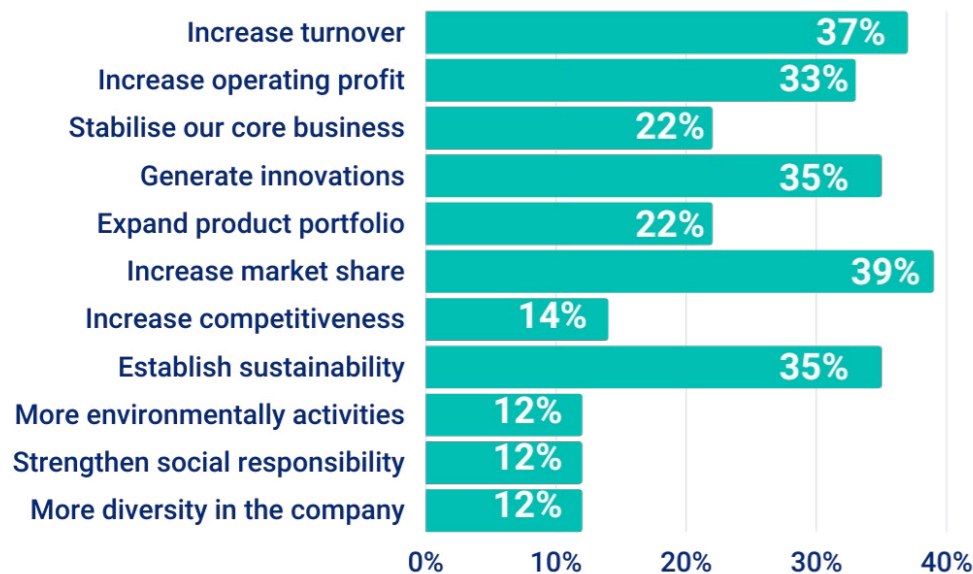 Increase turnover 37%
Increase operating profit 33%
Stabilise our core business 22%
Generate innovations 35%
Expand product portfolio 22%
Increase market share 39%
Increase competitiveness 14%
Establish sustainability 35%
More environmentally activities 12%
Strengthen social responsibility 12%
More diversity in the company 12%
0% 10% 20% 30% 40%